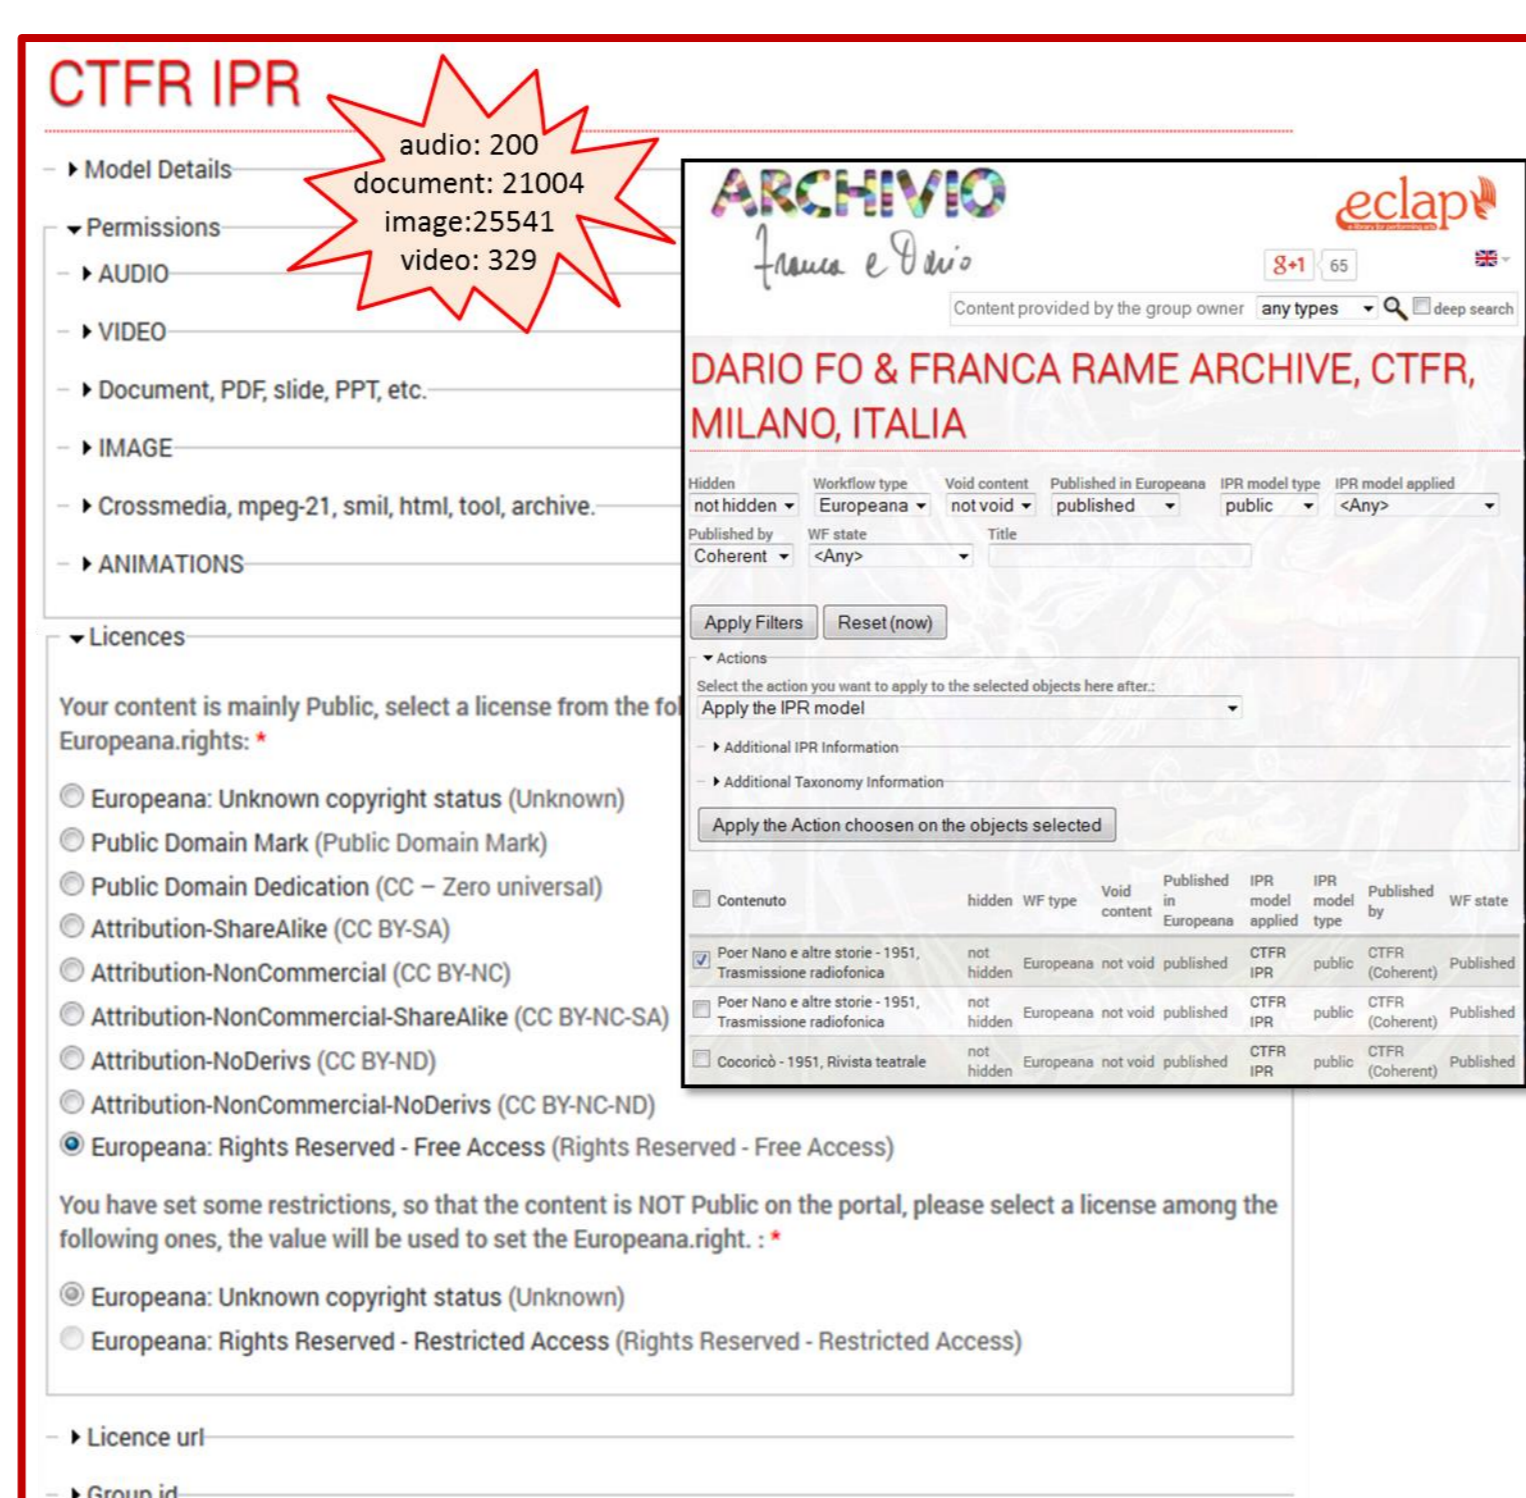 CTFR IPR
audio: 200
document: 21004
image:25541
video: 329
Model Details
Permissions
AUDIO
VIDEO
Document, PDF, slide, PPT, etc.
IMAGE
Crossmedia, mpeg-21, smil, html, tool, archive.
ANIMATIONS
Licences
Your content is mainly Public, select a license from the fol
Europeana.rights: *
Europeana: Unknown copyright status (Unknown)
Public Domain Mark (Public Domain Mark)
Public Domain Dedication (CC – Zero universal)
Attribution-ShareAlike (CC BY-SA)
Attribution-NonCommercial (CC BY-NC)
Attribution-NonCommercial-ShareAlike (CC BY-NC-SA)
Attribution-NoDerivs (CC BY-ND)
Attribution-NonCommercial-NoDerivs (CC BY-NC-ND)
Europeana: Rights Reserved - Free Access (Rights Reserved - Free Access)
You have set some restrictions, so that the content is NOT Public on the portal, please select a license among the
following ones, the value will be used to set the Europeana.right. : *
Europeana: Unknown copyright status (Unknown)
Europeana: Rights Reserved - Restricted Access (Rights Reserved - Restricted Access)
Licence url
Group id
ARCHIVIO
franca e Dario
eclap
e-library for performing arts
g+1 65
Content provided by the group owner any types deep search
DARIO FO & FRANCA RAME ARCHIVE, CTFR,
MILANO, ITALIA
Hidden Workflow type Void content Published in Europeana IPR model type IPR model applied
not hidden Europeana not void published public <Any>
Published by WF state Title
Coherent <Any>
Apply Filters Reset (now)
Actions
Select the action you want to apply to the selected objects here after.:
Apply the IPR model
Additional IPR Information
Additional Taxonomy Information
Apply the Action choosen on the objects selected
Contenuto hidden WF type Void content Published in Europeana IPR model applied IPR model type Published by WF state
Poer Nano e altre storie - 1951, Trasmissione radiofonica not hidden Europeana not void published CTFR IPR public CTFR (Coherent) Published
Poer Nano e altre storie - 1951, Trasmissione radiofonica not hidden Europeana not void published CTFR IPR public CTFR (Coherent) Published
Cocoricò - 1951, Rivista teatrale not hidden Europeana not void published CTFR IPR public CTFR (Coherent) Published